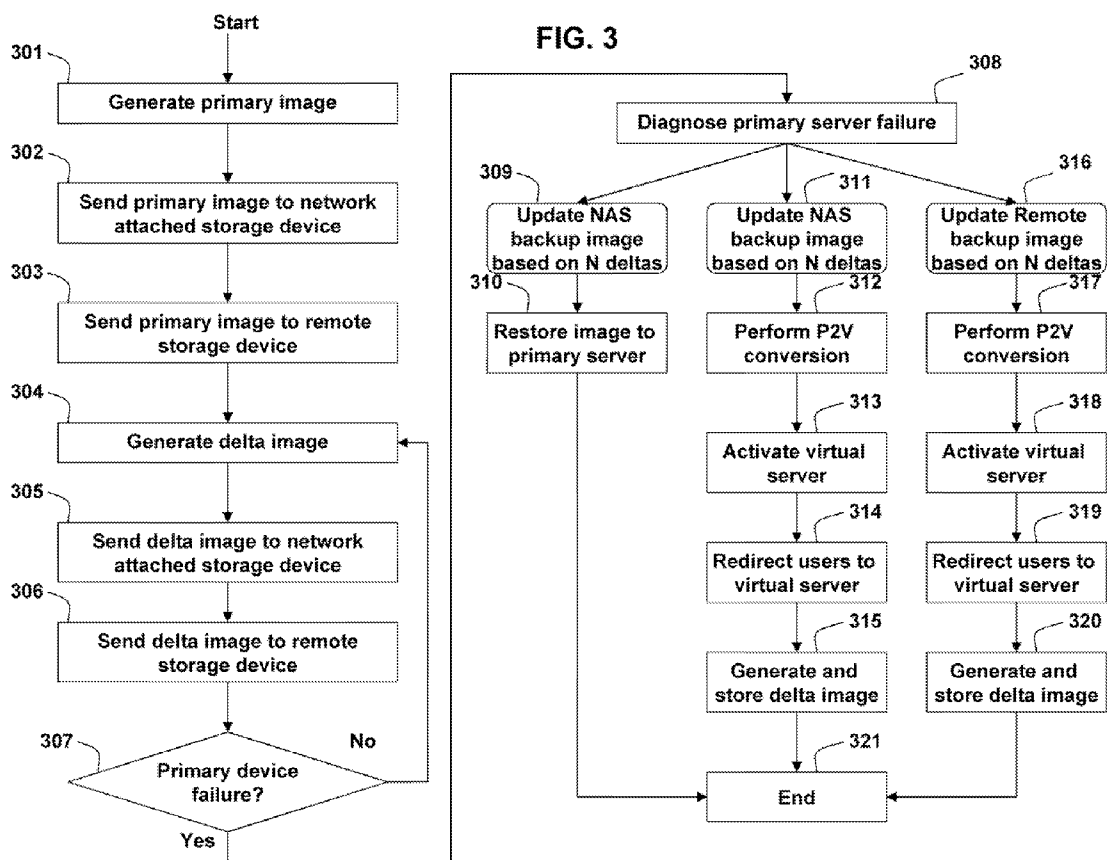 FIG. 3
Start
301
Generate primary image
302
Send primary image to network
attached storage device
303
Send primary image to remote
storage device
304
Generate delta image
305
Send delta image to network
attached storage device
306
Send delta image to remote
storage device
307
Primary device
failure?
No
Yes
308
Diagnose primary server failure
309
Update NAS
backup image
based on N deltas
310
Restore image to
primary server
311
Update NAS
backup image
based on N deltas
312
Perform P2V
conversion
313
Activate virtual
server
314
Redirect users to
virtual server
315
Generate and
store delta image
316
Update Remote
backup image
based on N deltas
317
Perform P2V
conversion
318
Activate virtual
server
319
Redirect users to
virtual server
320
Generate and
store delta image
321
End